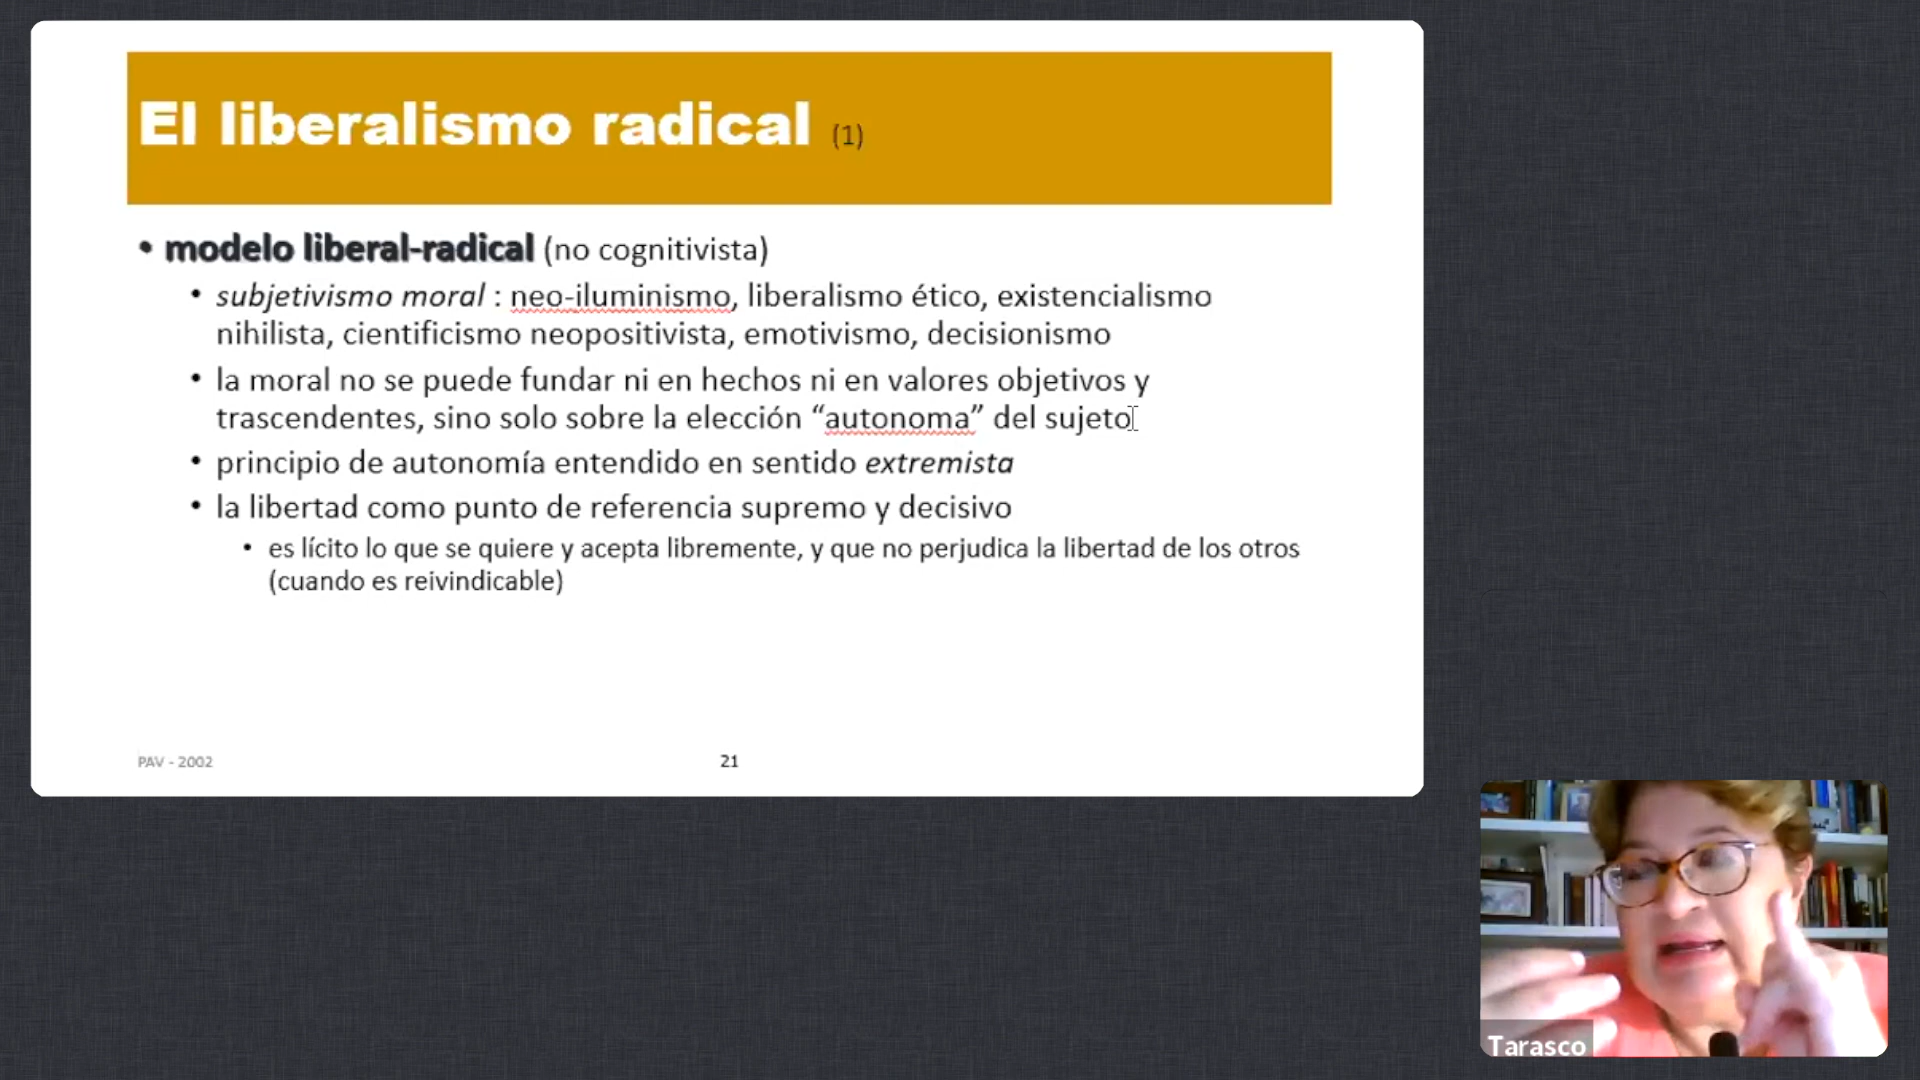 El liberalismo radical (1)
• modelo liberal-radical (no cognitivista)
• subjetivismo moral : neo-iluminismo, liberalismo ético, existencialismo
nihilista, cientificismo neopositivista, emotivismo, decisionismo
• la moral no se puede fundar ni en hechos ni en valores objetivos y
trascendentes, sino solo sobre la elección “autonoma” del sujeto
• principio de autonomía entendido en sentido extremista
• la libertad como punto de referencia supremo y decisivo
• es lícito lo que se quiere y acepta libremente, y que no perjudica la libertad de los otros
(cuando es reivindicable)
PAV - 2002
21
Tarasco